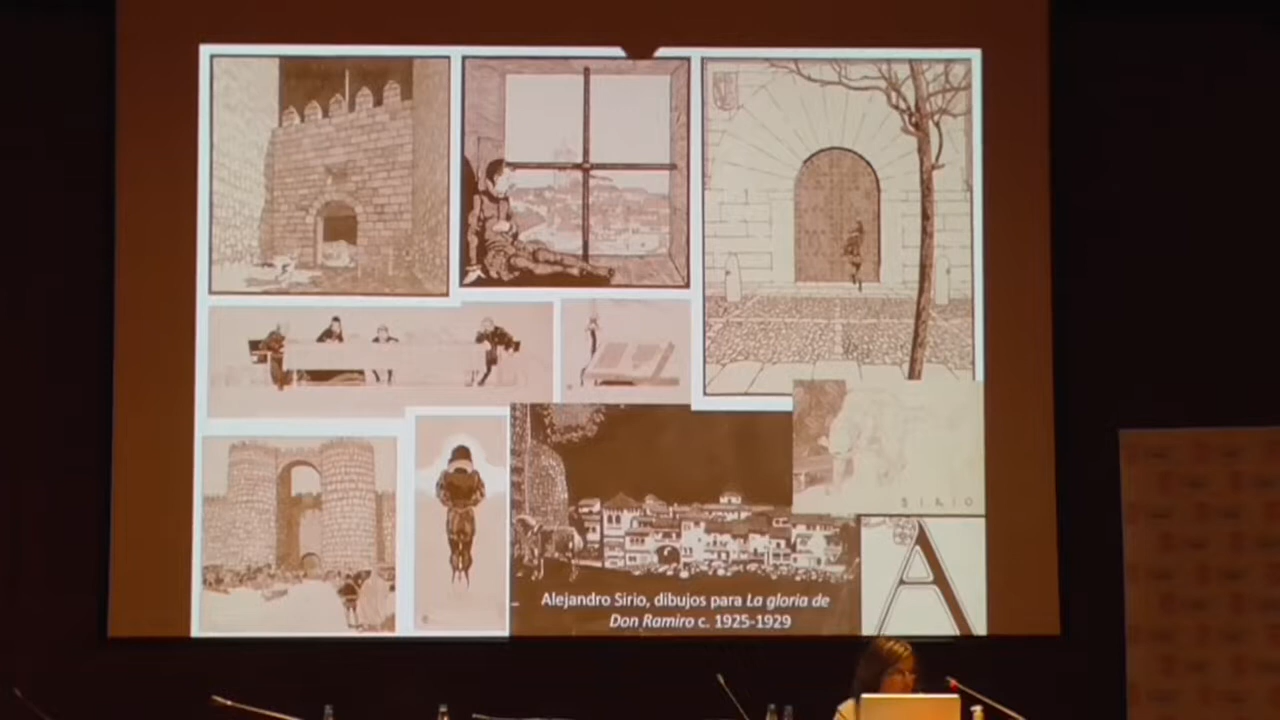 SIRIO
A
Alejandro Sirio, dibujos para La gloria de
Don Ramiro c. 1925-1929